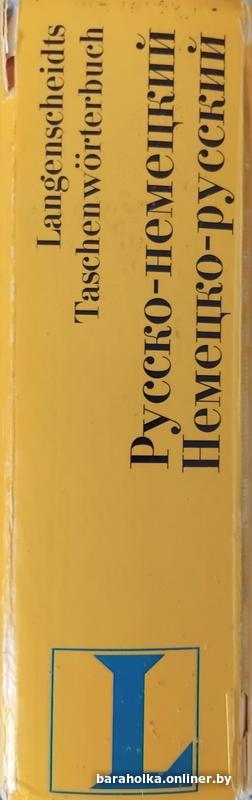 Langenscheidts
Taschenwörterbuch
Русско-немецкий
Немецко-русский
L
baraholka.onliner.by